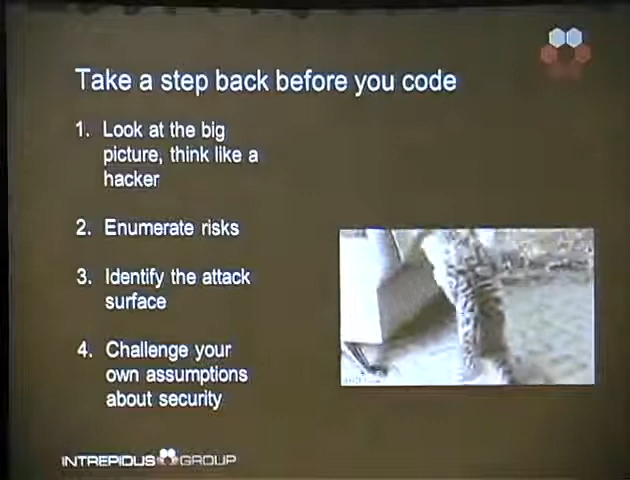 Take a step back before you code
1. Look at the big
picture, think like a
hacker
2. Enumerate risks
3. Identify the attack
surface
4. Challenge your
own assumptions
about security
INTREPIDUS GROUP